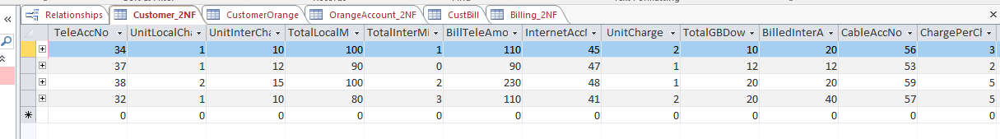 Relationships Customer_2NF CustomerOrange OrangeAccount_2NF CustBill Billing_2NF
TeleAccNo UnitLocalCha UnitInterCha TotalLocalM TotalInterMi BillTeleAmo InternetAccI UnitCharge TotalGBDow BilledInterA CableAccNo ChargePerCh
34 1 10 100 1 110 45 2 10 20 56 3
37 1 12 90 0 90 47 1 12 12 53 2
38 2 15 100 2 230 48 1 20 20 59 5
32 1 10 80 3 110 41 2 20 40 57 5
0 0 0 0 0 0 0 0 0 0 0 0